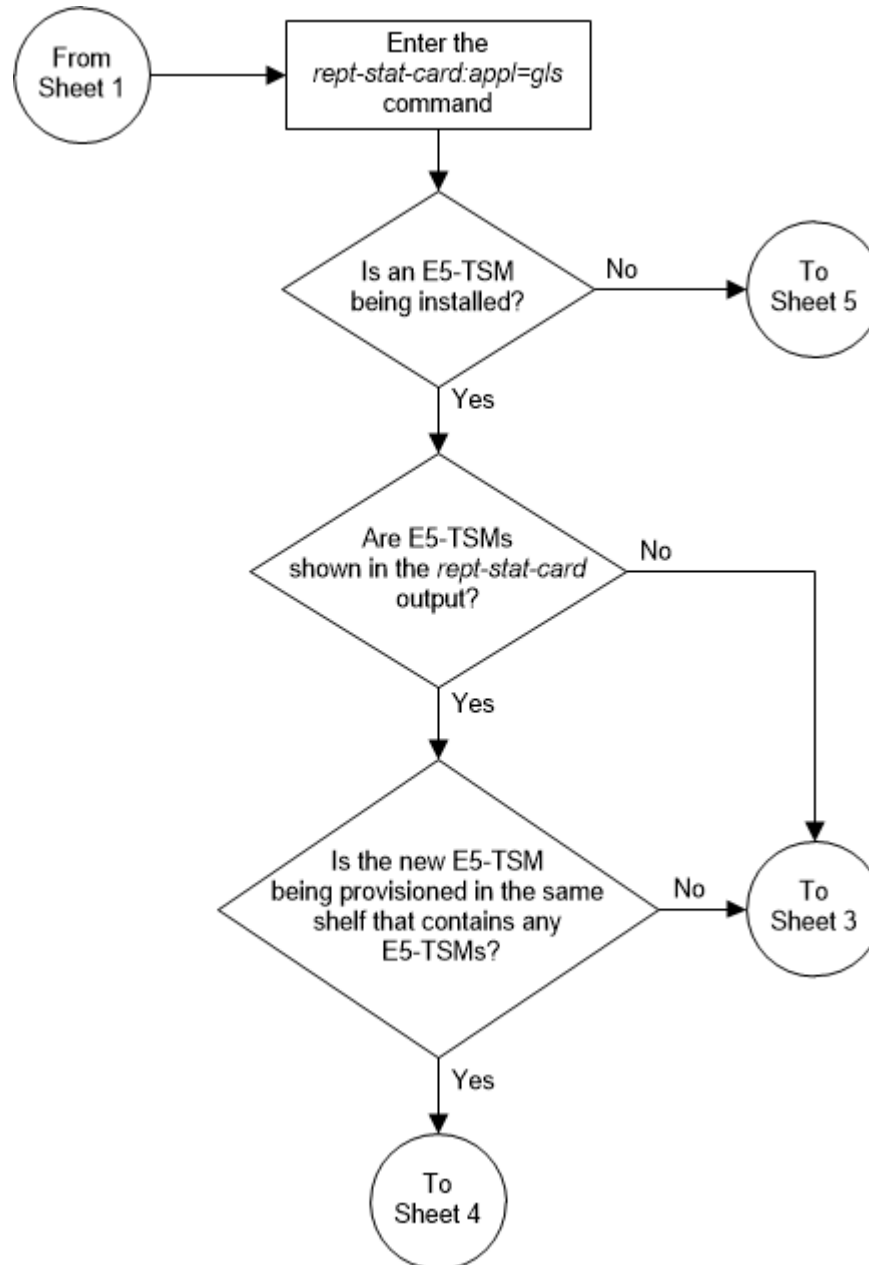 From
Sheet 1
Enter the
rept-stat-card:appl=gls
command
Is an E5-TSM
being installed?
No
To
Sheet 5
Yes
Are E5-TSMs
shown in the rept-stat-card
output?
No
Yes
Is the new E5-TSM
being provisioned in the same
shelf that contains any
E5-TSMs?
No
To
Sheet 3
Yes
To
Sheet 4